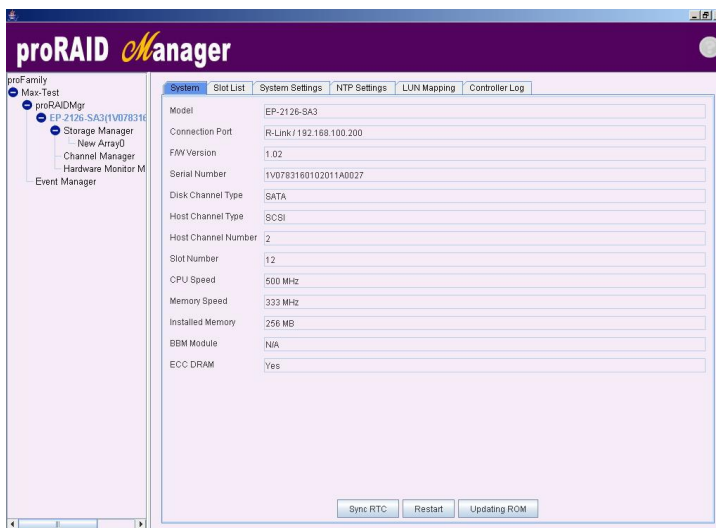 proRAID Manager
proFamily
Max-Test
proRAIDMgr
EP-2126-SA3(1V078316
Storage Manager
New Array0
Channel Manager
Hardware Monitor M
Event Manager
System Slot List System Settings NTP Settings LUN Mapping Controller Log
Model EP-2126-SA3
Connection Port R-Link / 192.168.100.200
F/W Version 1.02
Serial Number 1V0783160102011A0027
Disk Channel Type SATA
Host Channel Type SCSI
Host Channel Number 2
Slot Number 12
CPU Speed 500 MHz
Memory Speed 333 MHz
Installed Memory 256 MB
BBM Module N/A
ECC DRAM Yes
Sync RTC Restart Updating ROM